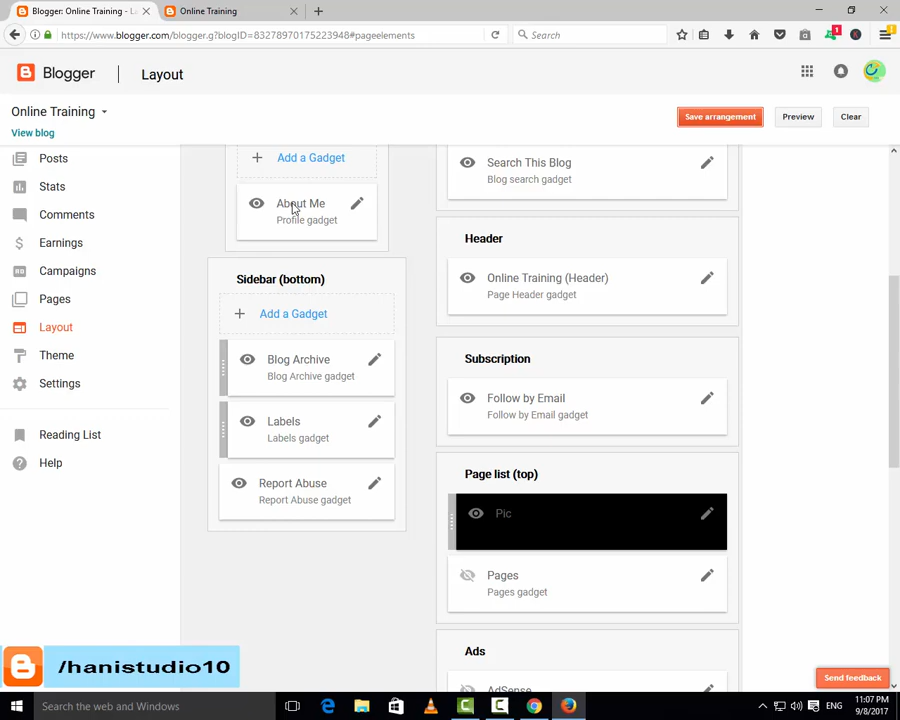 Blogger: Online Training - L
Online Training
https://www.blogger.com/blogger.g?blogID=83278970175223948#pageelements
Search
1
Blogger
Layout
Online Training
View blog
Save arrangement
Preview
Clear
Posts
Stats
Comments
Earnings
Campaigns
Pages
Layout
Theme
Settings
Reading List
Help
Add a Gadget
About Me
Profile gadget
Sidebar (bottom)
Add a Gadget
Blog Archive
Blog Archive gadget
Labels
Labels gadget
Report Abuse
Report Abuse gadget
Search This Blog
Blog search gadget
Header
Online Training (Header)
Page Header gadget
Subscription
Follow by Email
Follow by Email gadget
Page list (top)
Pic
Pages
Pages gadget
Ads
AdSense
Send feedback
/hanistudio10
Search the web and Windows
ENG
11:07 PM
9/8/2017